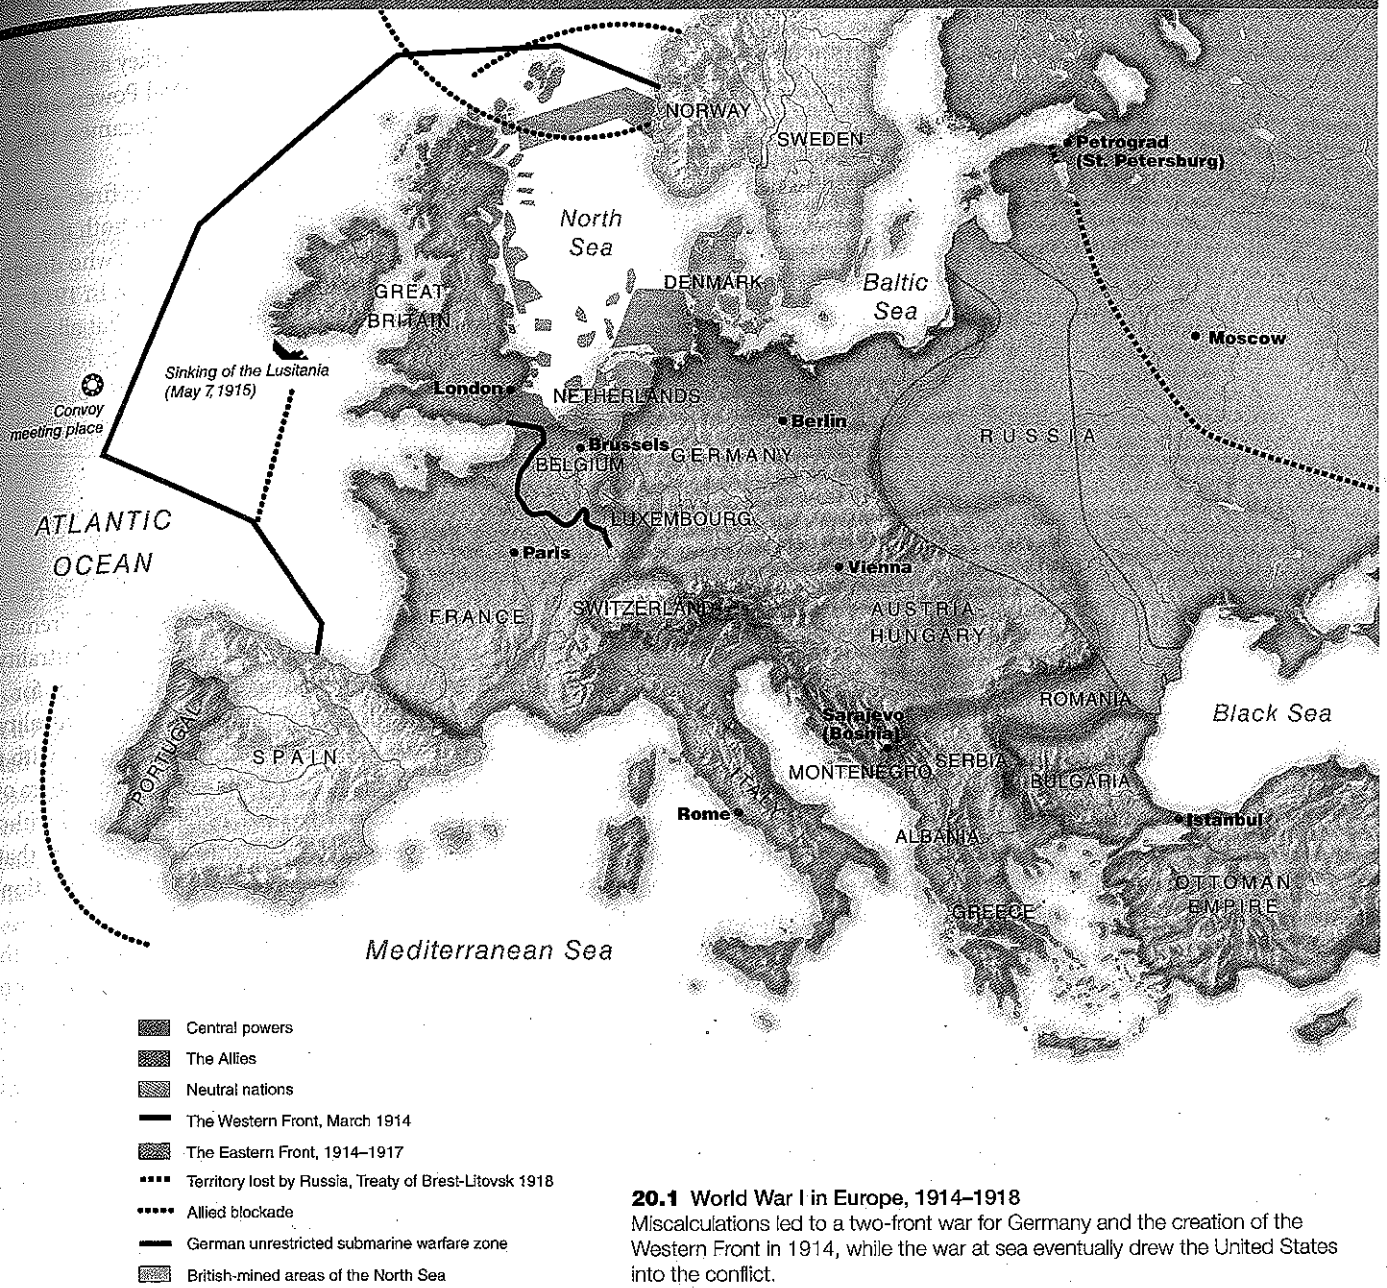 NORWAY
SWEDEN
Petrograd
(St. Petersburg)
North
Sea
DENMARK
Baltic
Sea
GREAT
BRITAIN
Moscow
Sinking of the Lusitania
(May 7, 1915)
London
NETHERLANDS
Convoy
meeting place
Berlin
Brussels
RUSSIA
BELGIUM
GERMANY
ATLANTIC
OCEAN
LUXEMBOURG
Paris
Vienna
FRANCE
SWITZERLAND
AUSTRIA-
HUNGARY
ROMANIA
Sarajevo
(Bosnia)
Black Sea
PORTUGAL
SPAIN
MONTENEGRO
SERBIA
BULGARIA
ITALY
Rome
Istanbul
ALBANIA
OTTOMAN
EMPIRE
GREECE
Mediterranean Sea
Central powers
The Allies
Neutral nations
The Western Front, March 1914
The Eastern Front, 1914–1917
Territory lost by Russia, Treaty of Brest-Litovsk 1918
Allied blockade
German unrestricted submarine warfare zone
British-mined areas of the North Sea
20.1 World War I in Europe, 1914–1918
Miscalculations led to a two-front war for Germany and the creation of the
Western Front in 1914, while the war at sea eventually drew the United States
into the conflict.